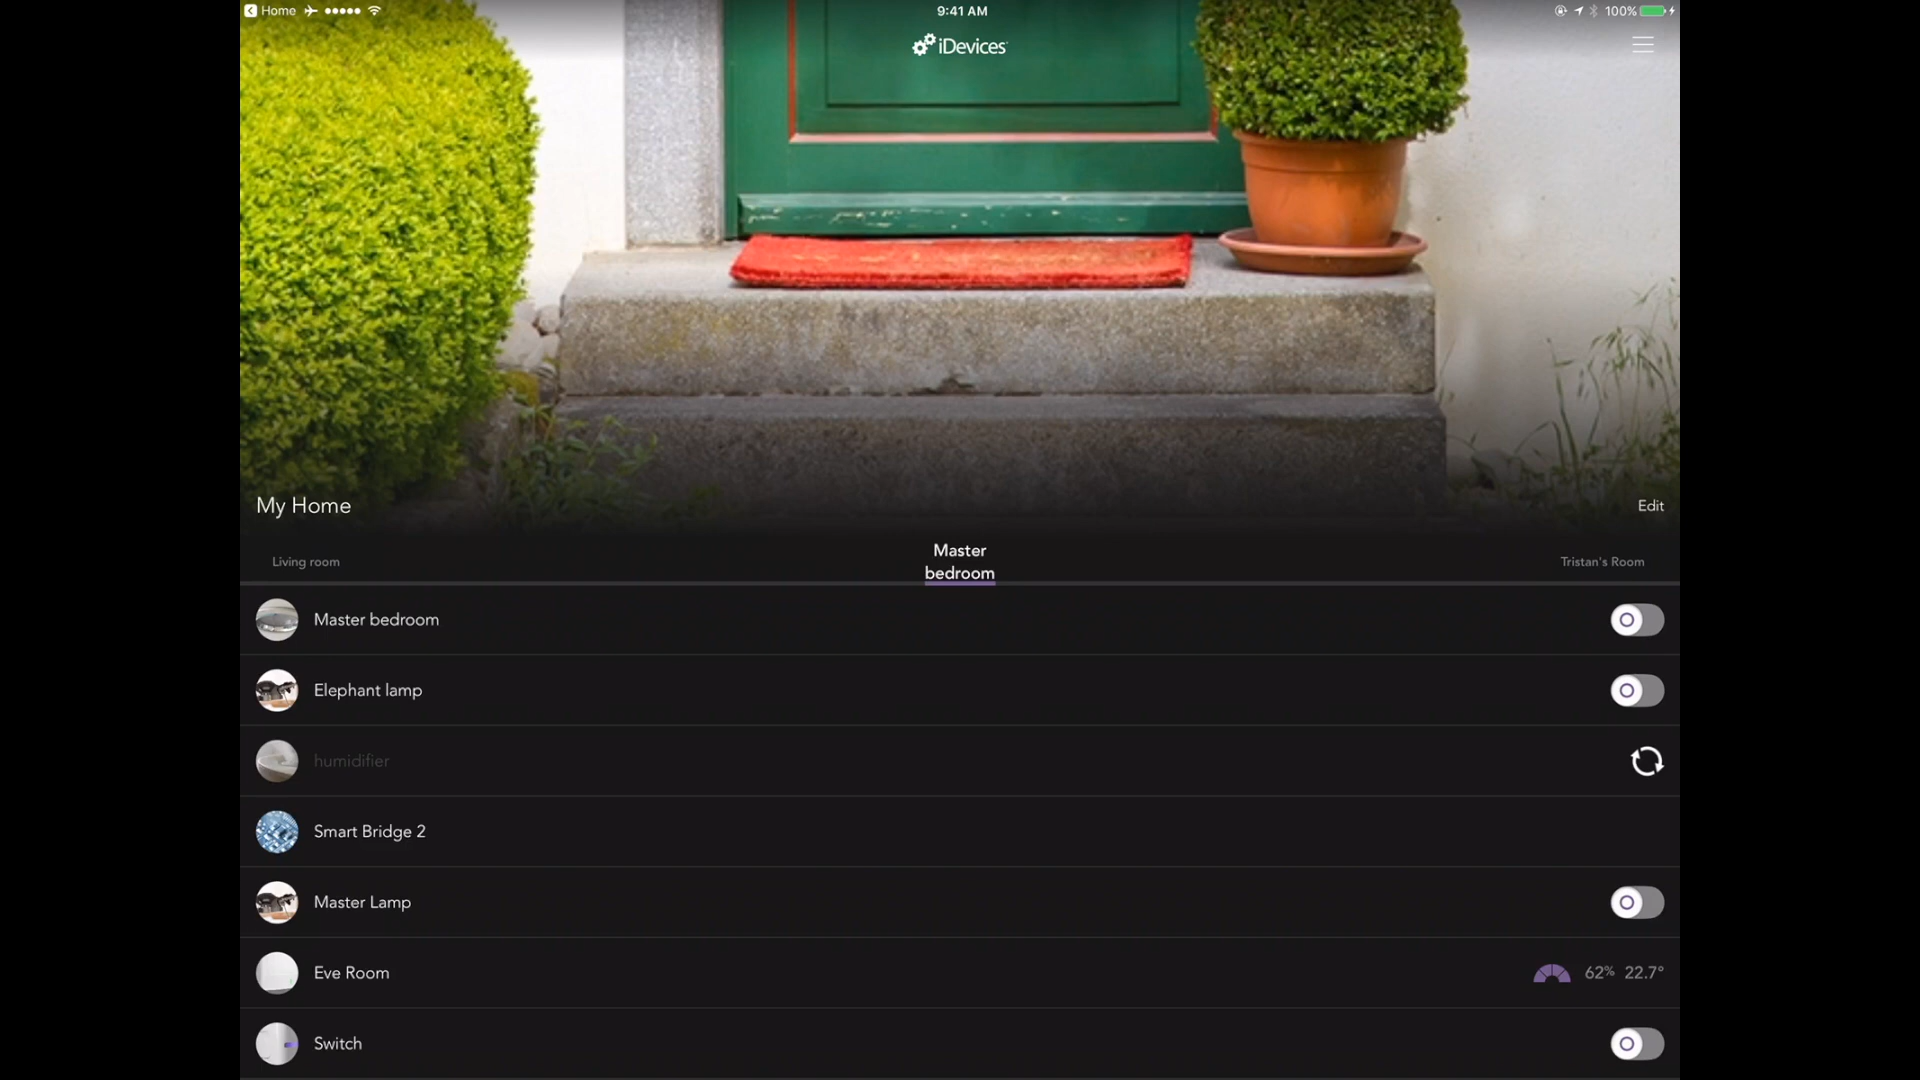 Home
9:41 AM
100%
iDevices
My Home
Edit
Living room
Master
bedroom
Tristan's Room
Master bedroom
Elephant lamp
humidifier
Smart Bridge 2
Master Lamp
Eve Room
62% 22.7°
Switch